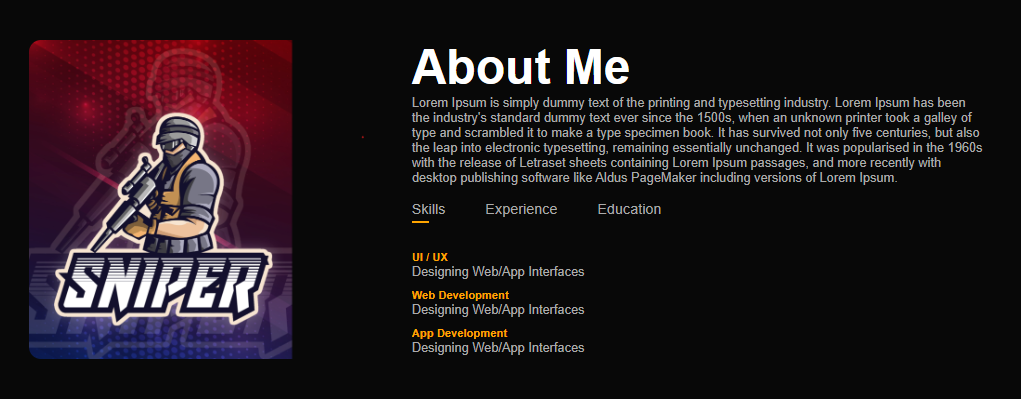 SNIPER
About Me
Lorem Ipsum is simply dummy text of the printing and typesetting industry. Lorem Ipsum has been
the industry's standard dummy text ever since the 1500s, when an unknown printer took a galley of
type and scrambled it to make a type specimen book. It has survived not only five centuries, but also
the leap into electronic typesetting, remaining essentially unchanged. It was popularised in the 1960s
with the release of Letraset sheets containing Lorem Ipsum passages, and more recently with
desktop publishing software like Aldus PageMaker including versions of Lorem Ipsum.
Skills Experience Education
UI / UX
Designing Web/App Interfaces
Web Development
Designing Web/App Interfaces
App Development
Designing Web/App Interfaces